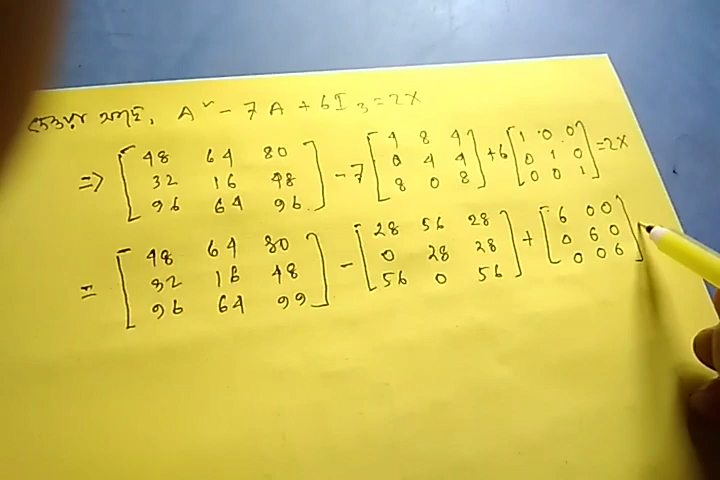 দেওয়া আছে, A² - 7A + 6I₃ = 2X
=> [48 64 80] - 7 [4 8 4] + 6 [1 0 0] = 2X
[32 16 48] [0 4 4] [0 1 0]
[96 64 96] [8 0 8] [0 0 1]
= [48 64 80] - [28 56 28] + [6 0 0]
[32 16 48] [0 28 28] [0 6 0]
[96 64 99] [56 0 56] [0 0 6]